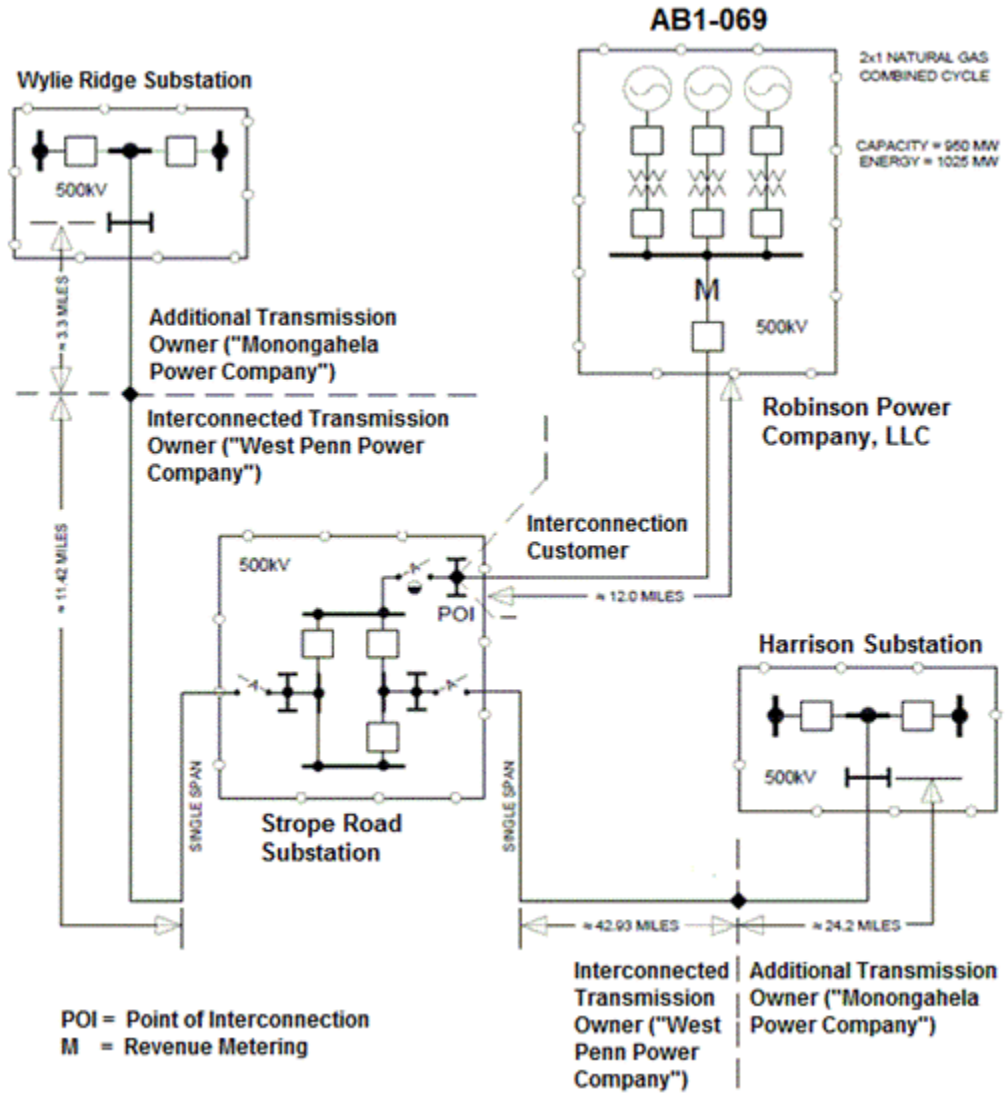 AB1-069
Wylie Ridge Substation
2x1 NATURAL GAS
COMBINED CYCLE
CAPACITY = 950 MW
ENERGY = 1025 MW
500kV
≈ 3.3 MILES
M
500kV
Additional Transmission
Owner ("Monongahela
Power Company")
Interconnected Transmission
Owner ("West Penn Power
Company")
Robinson Power
Company, LLC
≈ 11.42 MILES
Interconnection
Customer
500kV
A
POI
≈ 12.0 MILES
Harrison Substation
A
A
500kV
SINGLE SPAN
SINGLE SPAN
Strope Road
Substation
≈ 42.93 MILES
≈ 24.2 MILES
Interconnected
Transmission
Owner ("West
Penn Power
Company")
Additional Transmission
Owner ("Monongahela
Power Company")
POI = Point of Interconnection
M = Revenue Metering